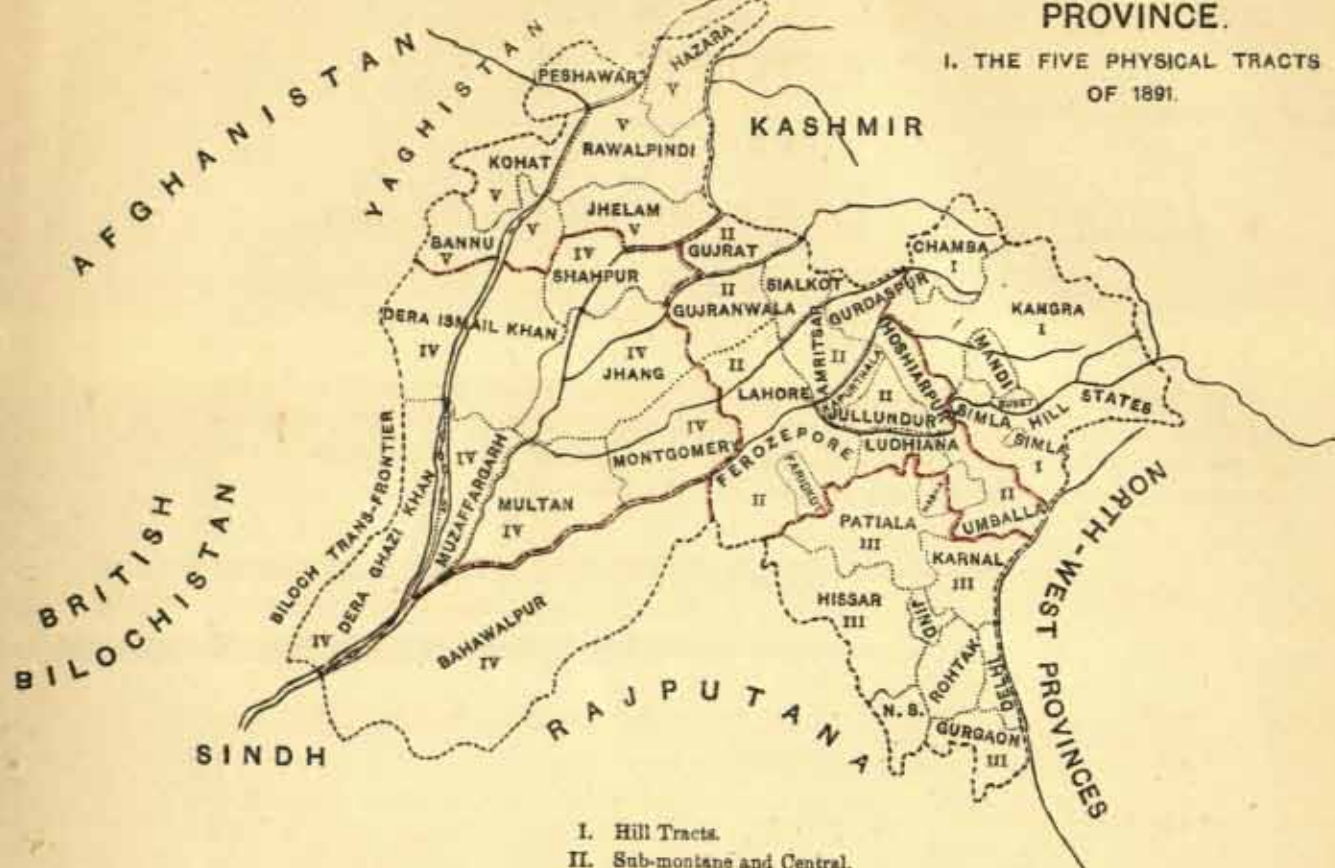 PROVINCE.
I. THE FIVE PHYSICAL TRACTS
OF 1891.
AFGHANISTAN
YAGHISTAN
PESHAWAR
HAZARA
V
KASHMIR
V
RAWALPINDI
KOHAT
V
JHELAM
V
V
BANNU
V
IV
SHAHPUR
II
GUJRAT
CHAMBA
I
SIALKOT
II
GUJRANWALA
GURDASPUR
KANGRA
I
DERA ISMAIL KHAN
IV
IV
JHANG
II
LAHORE
AMRITSAR
II
HOSHIARPUR
I
MANDI
II
JULLUNDUR
SIMLA HILL STATES
SIMLA
I
LUDHIANA
IV
MONTGOMERY
FEROZEPORE
II
FARIDKOT
IV
MUZAFFARGARH
MULTAN
IV
BILOCH TRANS-FRONTIER
DERA GHAZI KHAN
IV
PATIALA
III
II
UMBALLA
KARNAL
III
NORTH-WEST PROVINCES
BRITISH
BILOCHISTAN
BAHAWALPUR
IV
HISSAR
III
JIND
ROHTAK
DELHI
N. S.
GURGAON
III
RAJPUTANA
SINDH
I. Hill Tracts.
II. Sub-montane and Central.